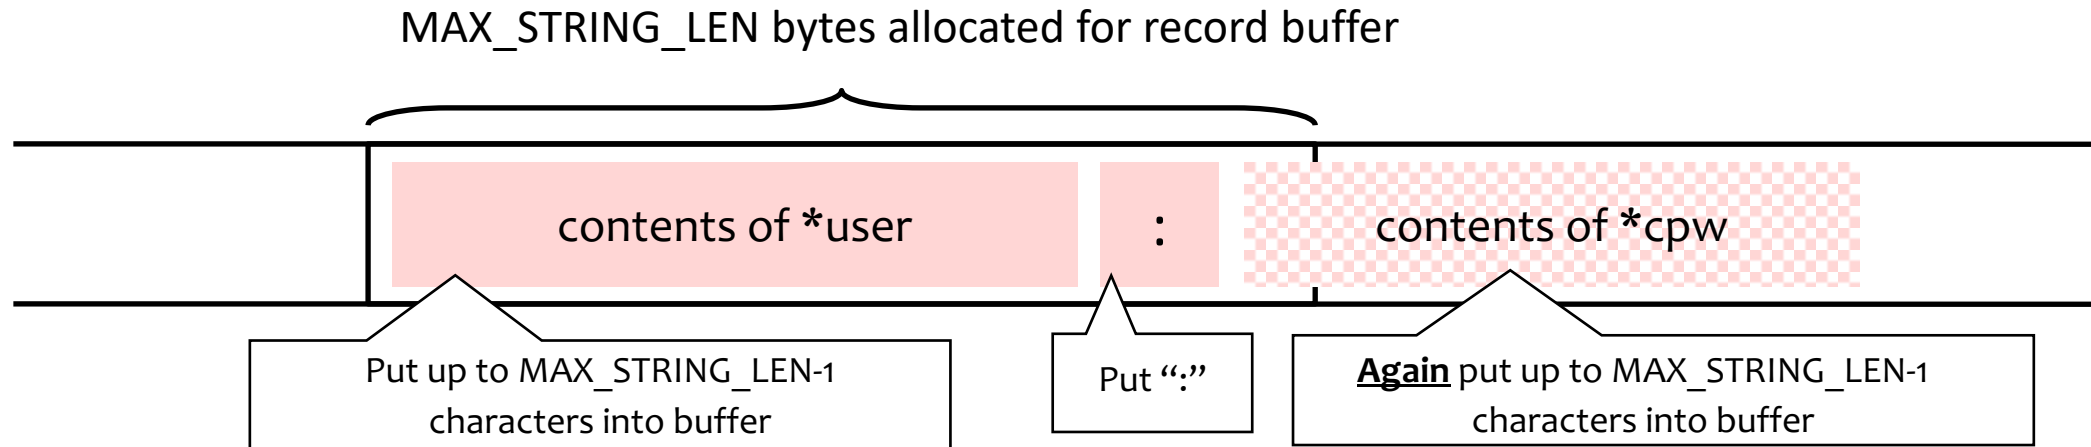 MAX_STRING_LEN bytes allocated for record buffer
contents of *user
:
contents of *cpw
Put up to MAX_STRING_LEN-1
characters into buffer
Put “:”
Again put up to MAX_STRING_LEN-1
characters into buffer